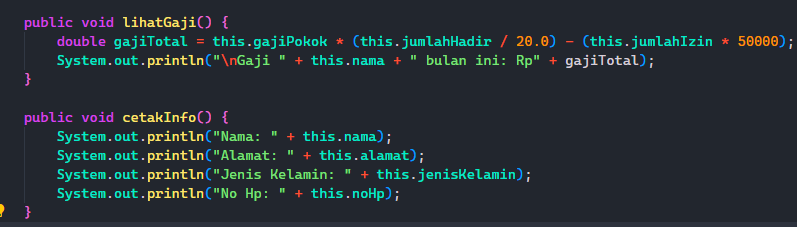 public void lihatGaji() {
    double gajiTotal = this.gajiPokok * (this.jumlahHadir / 20.0) - (this.jumlahIzin * 50000);
    System.out.println("\nGaji " + this.nama + " bulan ini: Rp" + gajiTotal);
}
public void cetakInfo() {
    System.out.println("Nama: " + this.nama);
    System.out.println("Alamat: " + this.alamat);
    System.out.println("Jenis Kelamin: " + this.jenisKelamin);
    System.out.println("No Hp: " + this.noHp);
}